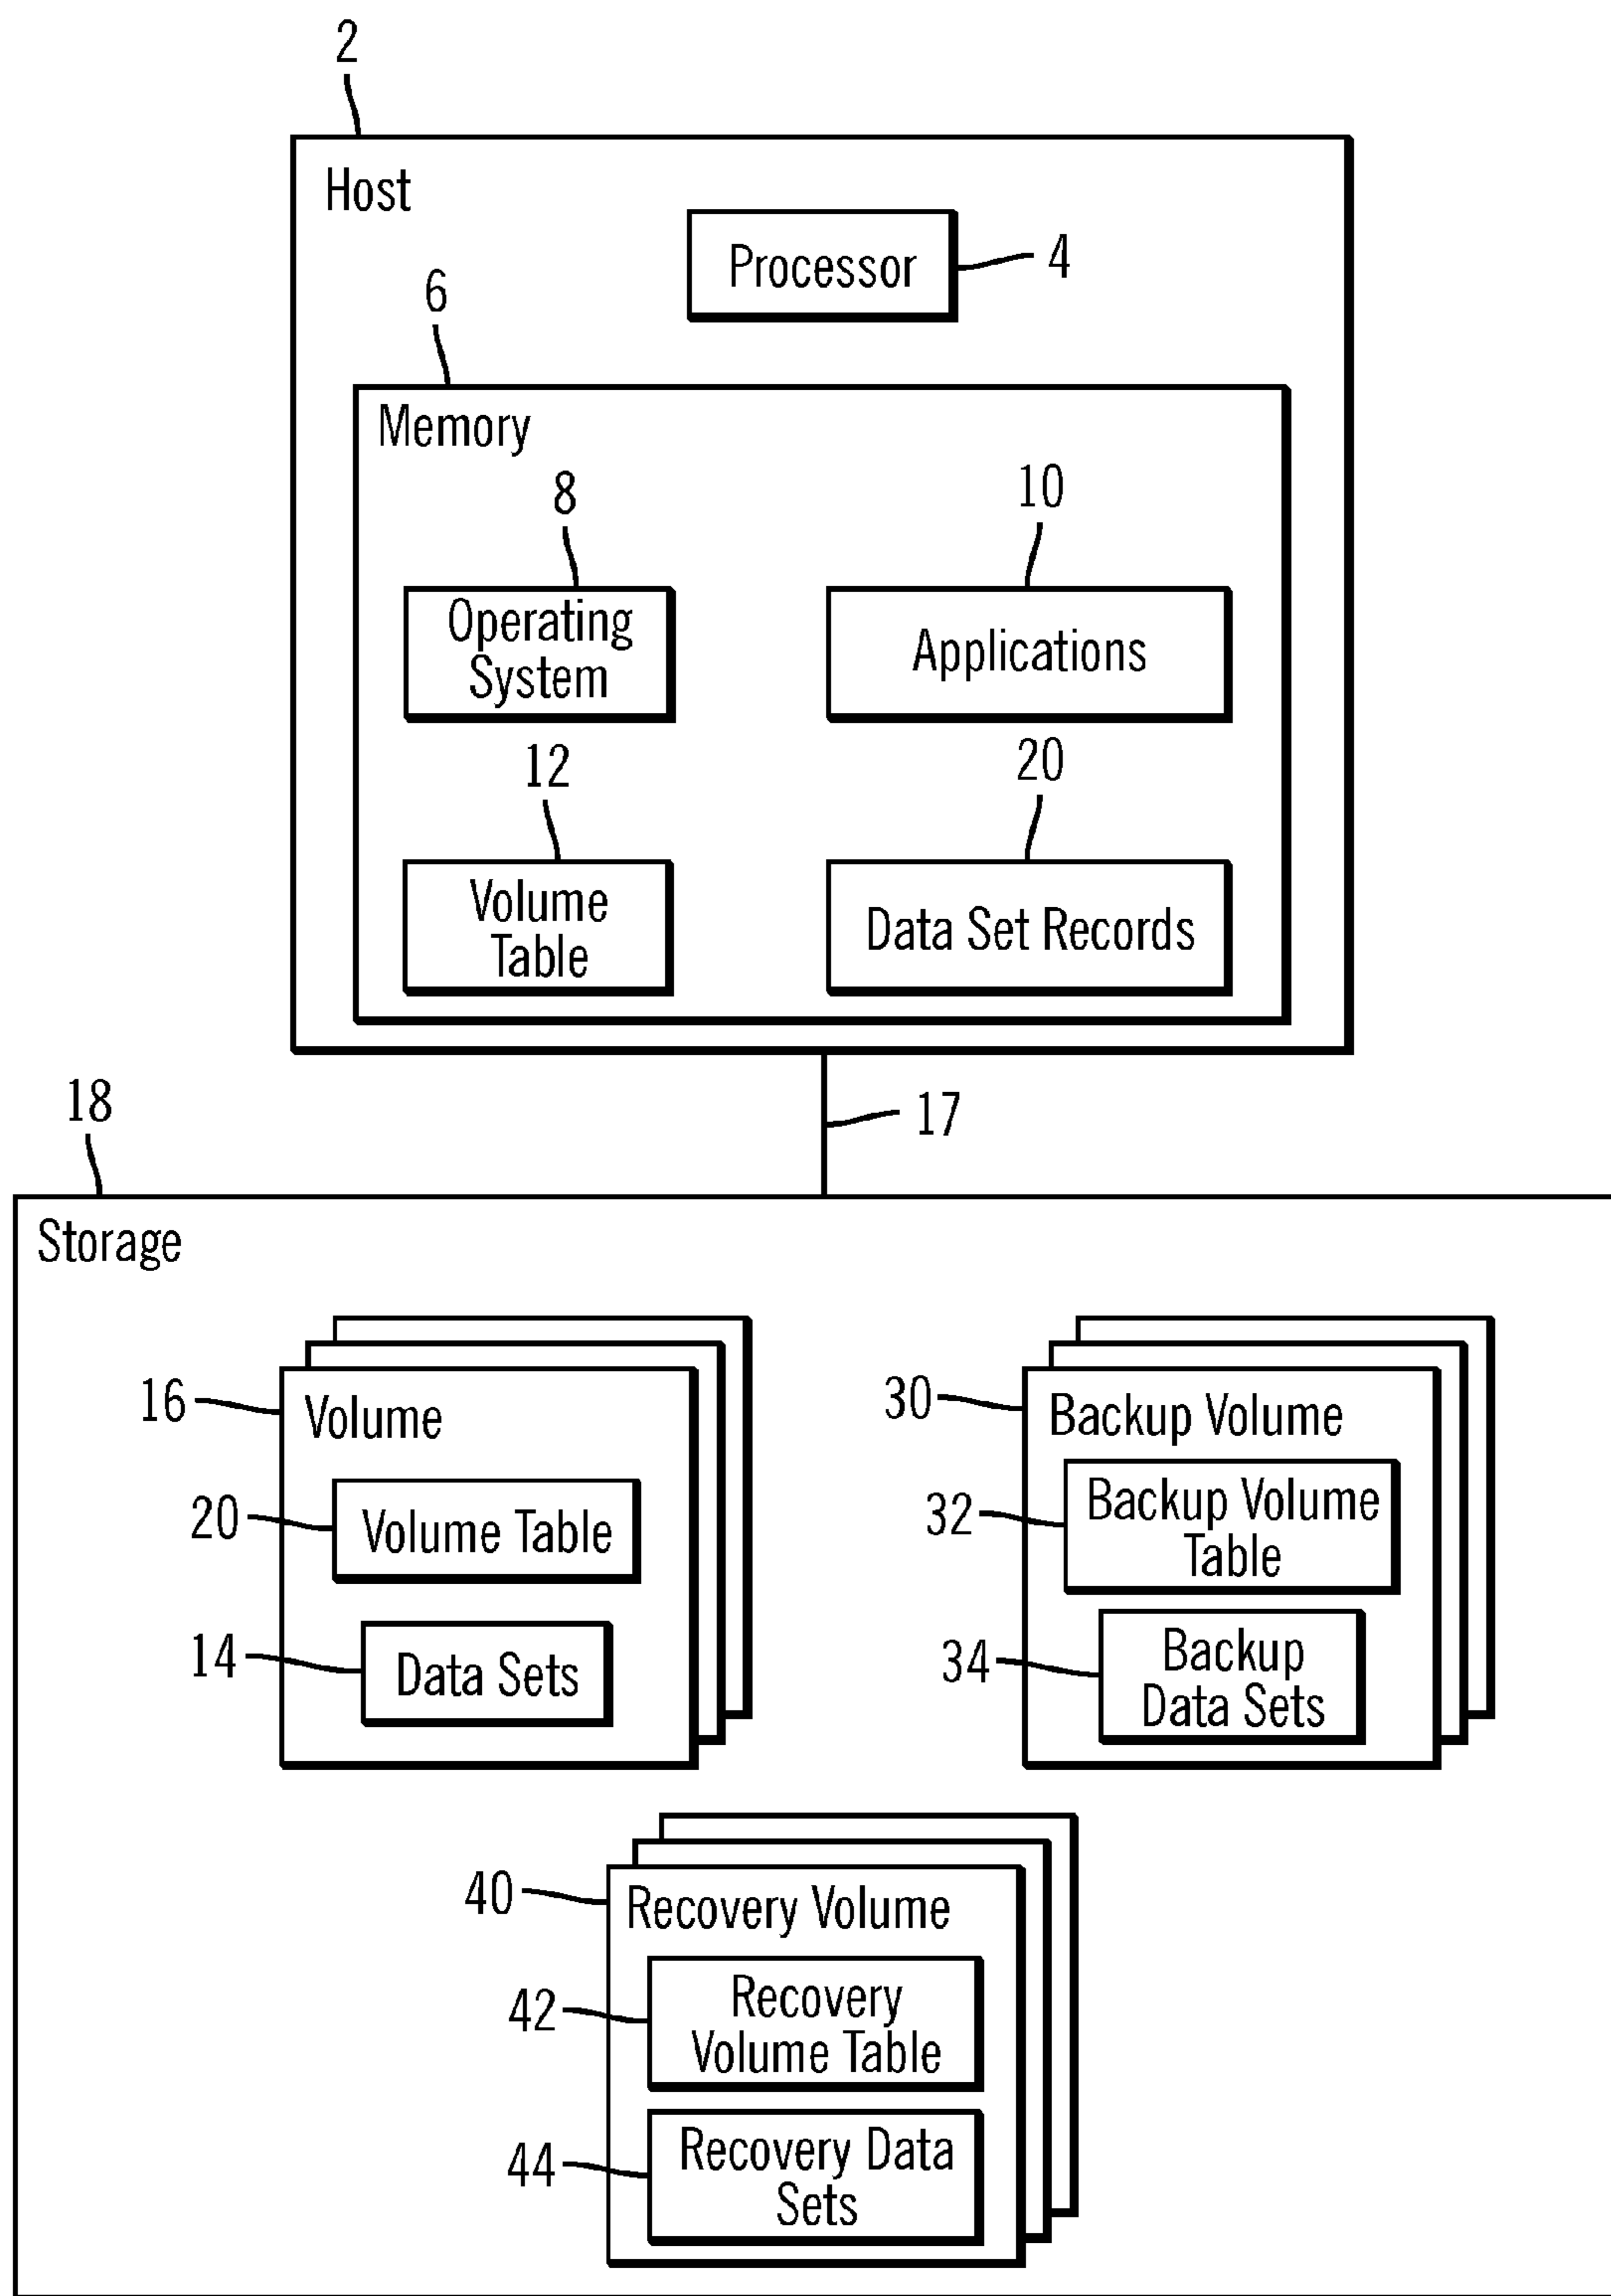 2
Host
Processor
4
6
Memory
8
10
Operating
System
Applications
12
20
Volume
Table
Data Set Records
17
18
Storage
16
Volume
20
Volume Table
14
Data Sets
30
Backup Volume
32
Backup Volume
Table
34
Backup
Data Sets
40
Recovery Volume
42
Recovery
Volume Table
44
Recovery Data
Sets